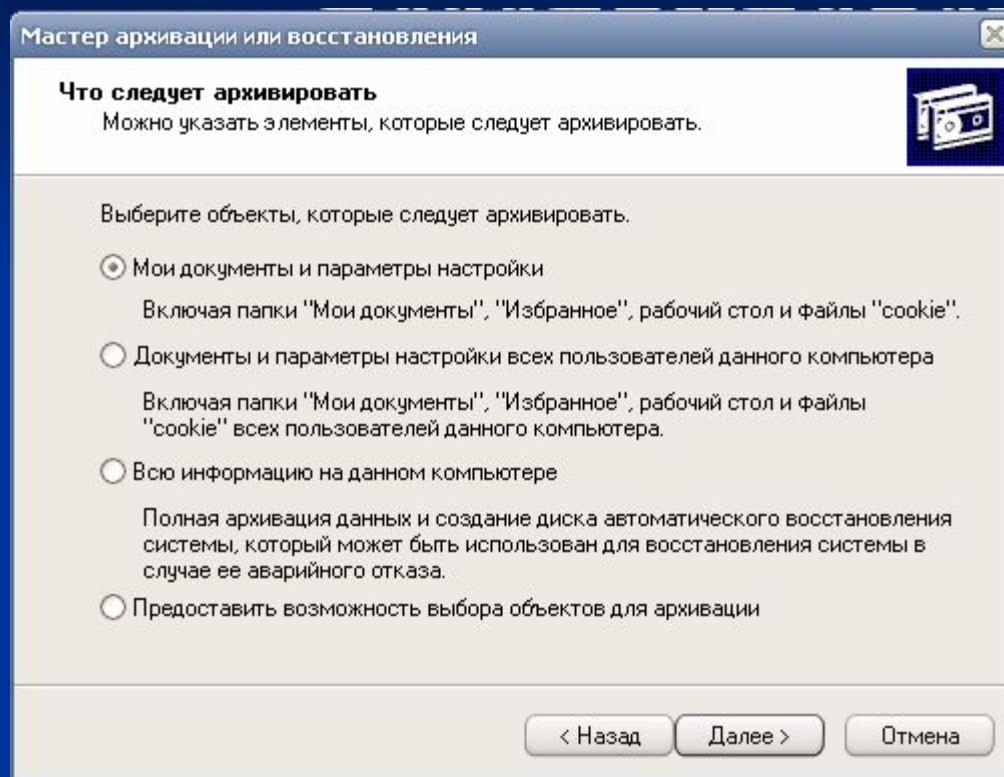 Мастер архивации или восстановления
Что следует архивировать
Можно указать элементы, которые следует архивировать.
Выберите объекты, которые следует архивировать.
Мои документы и параметры настройки
Включая папки "Мои документы", "Избранное", рабочий стол и файлы "cookie".
Документы и параметры настройки всех пользователей данного компьютера
Включая папки "Мои документы", "Избранное", рабочий стол и файлы
"cookie" всех пользователей данного компьютера.
Всю информацию на данном компьютере
Полная архивация данных и создание диска автоматического восстановления
системы, который может быть использован для восстановления системы в
случае ее аварийного отказа.
Предоставить возможность выбора объектов для архивации
< Назад Далее > Отмена